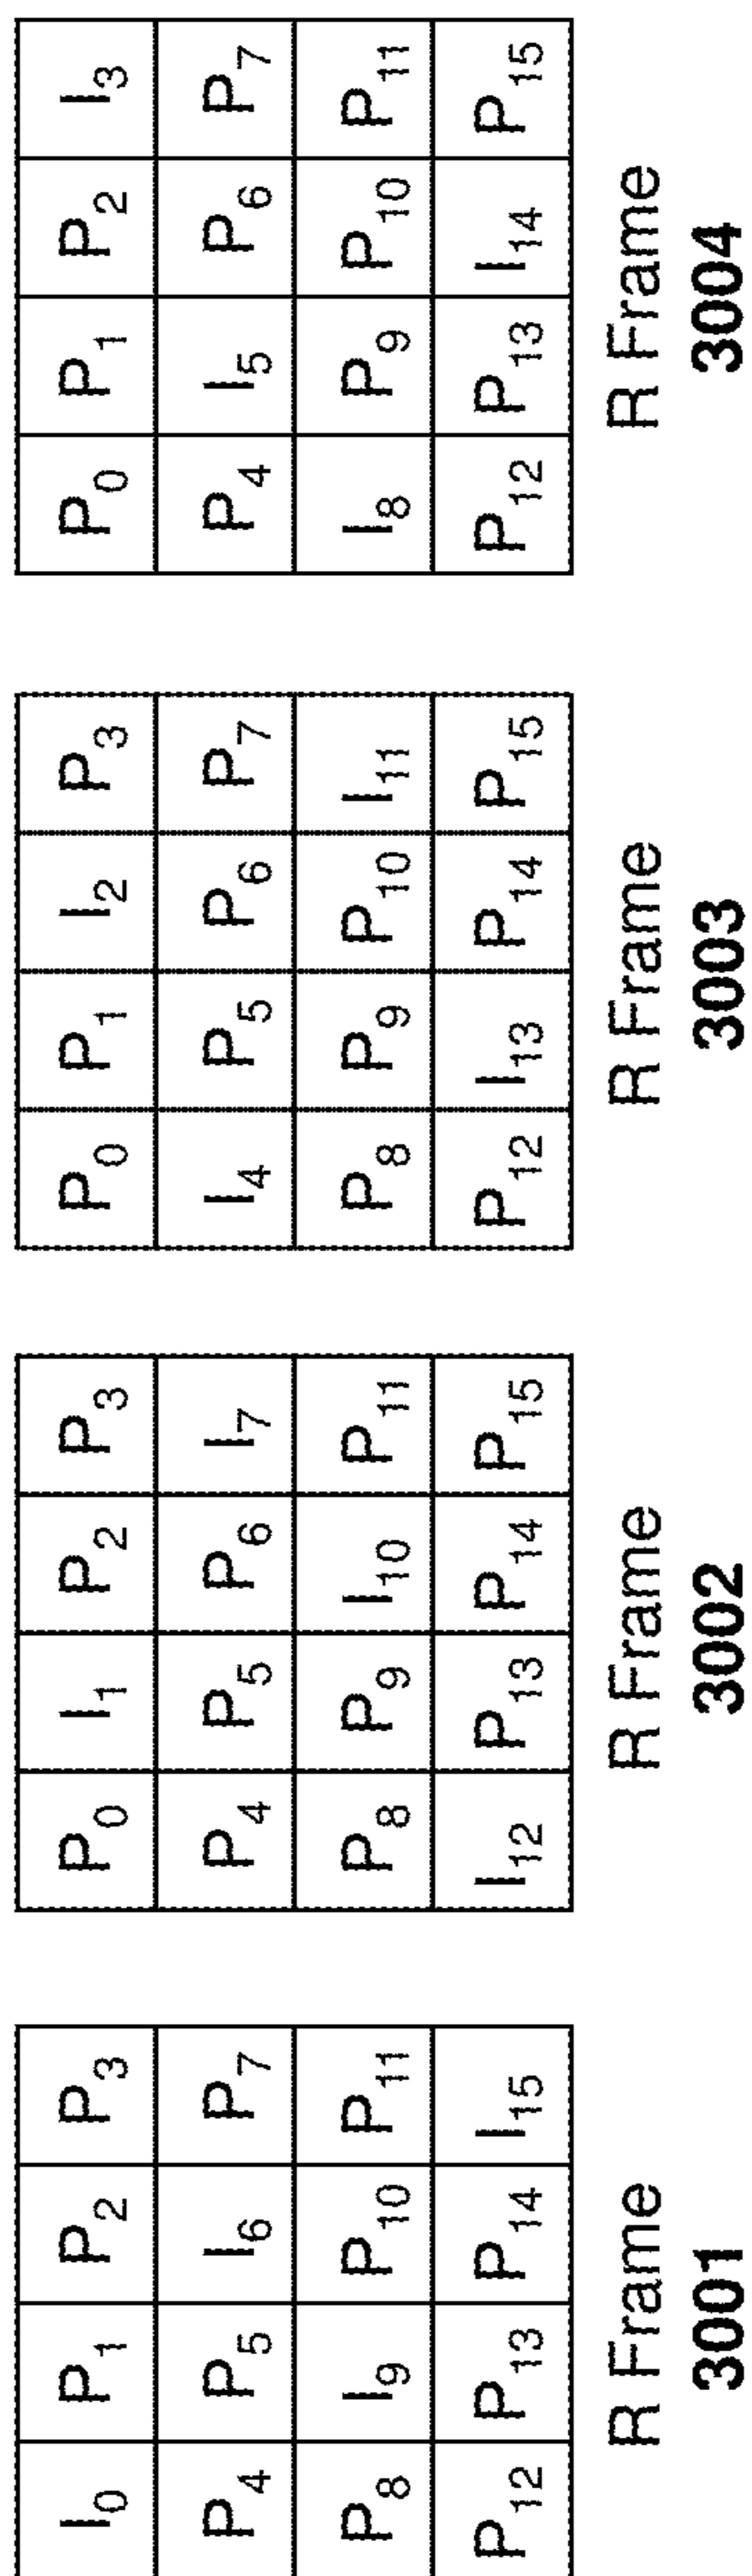 I0 P1 P2 P3
P4 P5 I6 P7
P8 I9 P10 P11
P12 P13 P14 I15
R Frame
3001
P0 I1 P2 P3
P4 P5 P6 I7
P8 P9 I10 P11
I12 P13 P14 P15
R Frame
3002
P0 P1 I2 P3
I4 P5 P6 P7
P8 P9 P10 I11
P12 I13 P14 P15
R Frame
3003
P0 P1 P2 I3
P4 I5 P6 P7
I8 P9 P10 P11
P12 P13 I14 P15
R Frame
3004